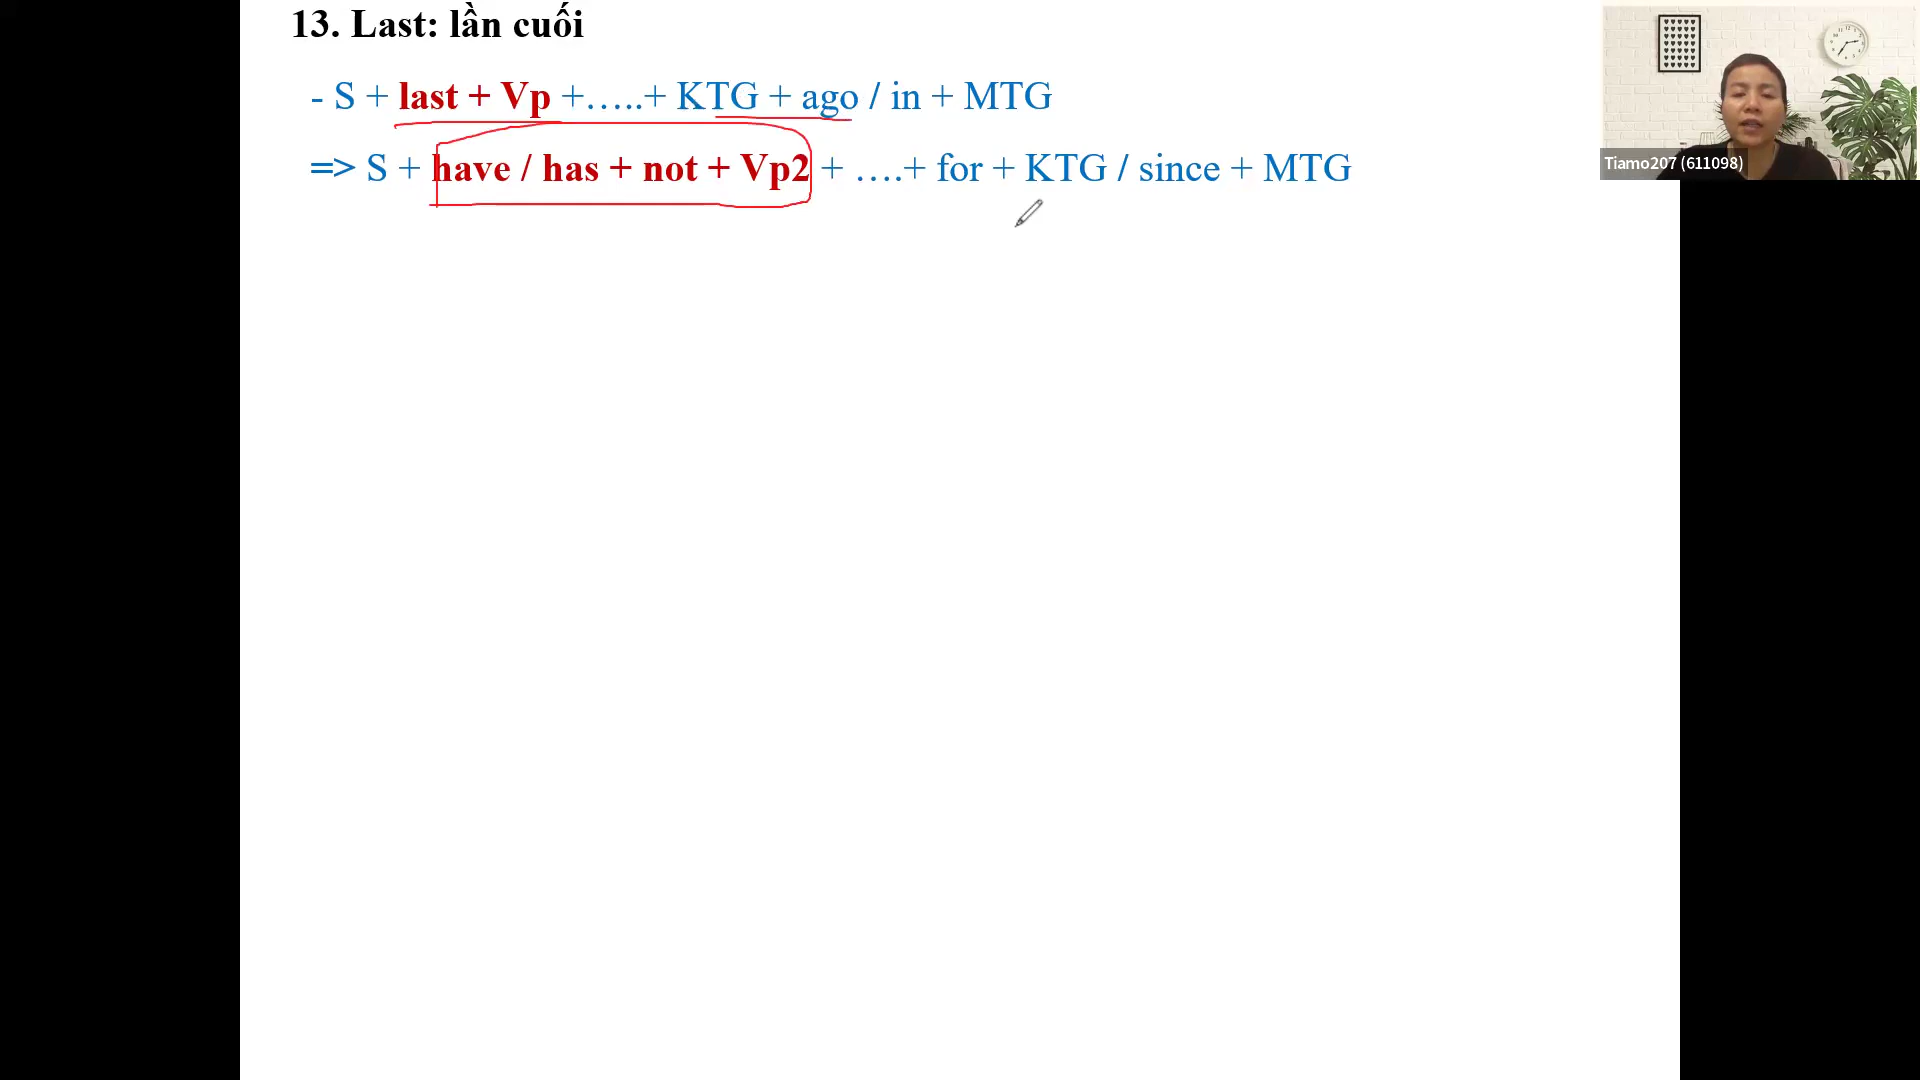 13. Last: lần cuối
- S + last + Vp +…..+ KTG + ago / in + MTG
=> S + have / has + not + Vp2 + ….+ for + KTG / since + MTG
Tiamo207 (611098)